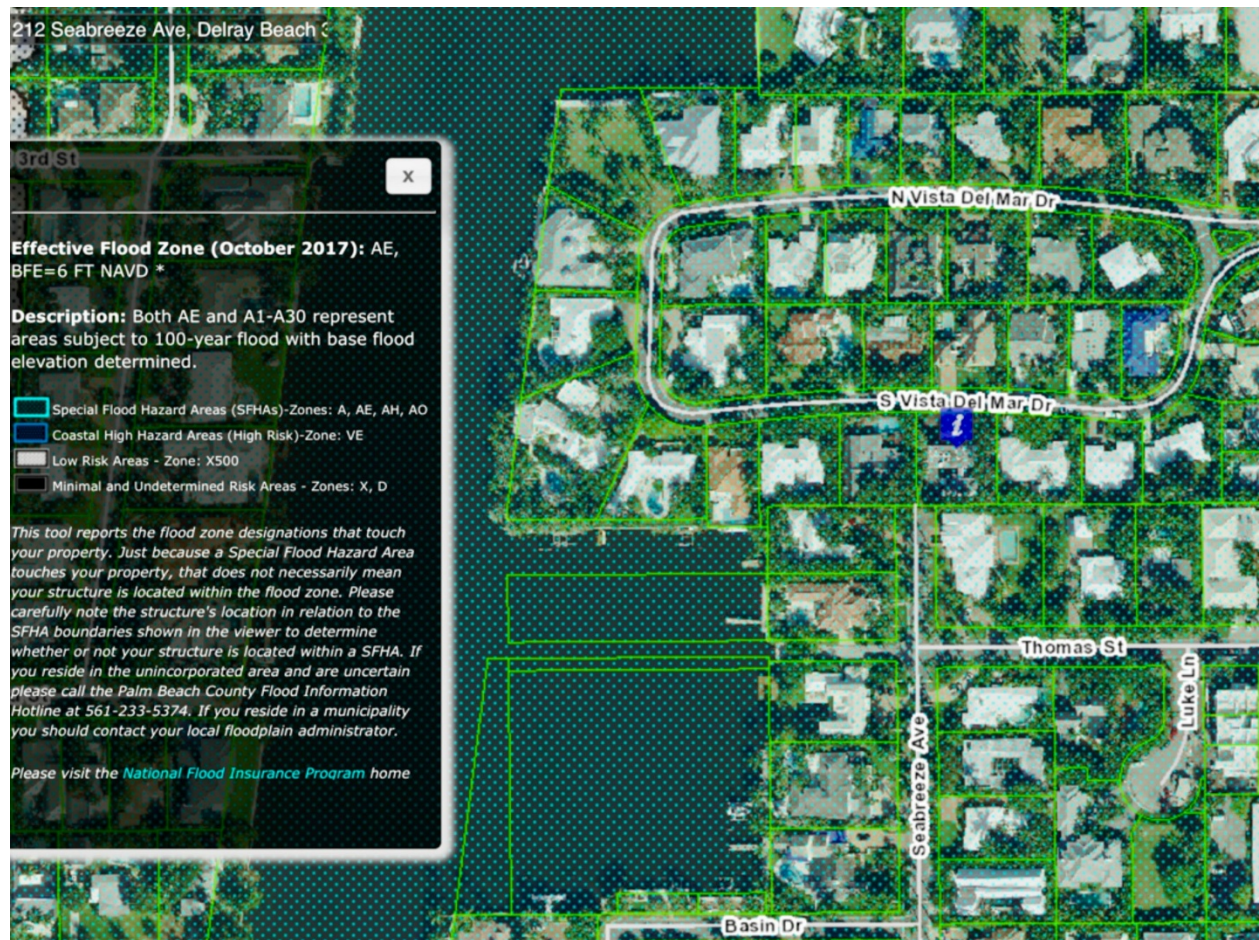 212 Seabreeze Ave, Delray Beach
3rd St
x
Effective Flood Zone (October 2017): AE,
BFE=6 FT NAVD *
Description: Both AE and A1-A30 represent
areas subject to 100-year flood with base flood
elevation determined.
Special Flood Hazard Areas (SFHAs)-Zones: A, AE, AH, AO
Coastal High Hazard Areas (High Risk)-Zone: VE
Low Risk Areas - Zone: X500
Minimal and Undetermined Risk Areas - Zones: X, D
This tool reports the flood zone designations that touch
your property. Just because a Special Flood Hazard Area
touches your property, that does not necessarily mean
your structure is located within the flood zone. Please
carefully note the structure's location in relation to the
SFHA boundaries shown in the viewer to determine
whether or not your structure is located within a SFHA. If
you reside in the unincorporated area and are uncertain
please call the Palm Beach County Flood Information
Hotline at 561-233-5374. If you reside in a municipality
you should contact your local floodplain administrator.
Please visit the National Flood Insurance Program home
N Vista Del Mar Dr
S Vista Del Mar Dr
i
Thomas St
Luke Ln
Seabreeze Ave
Basin Dr